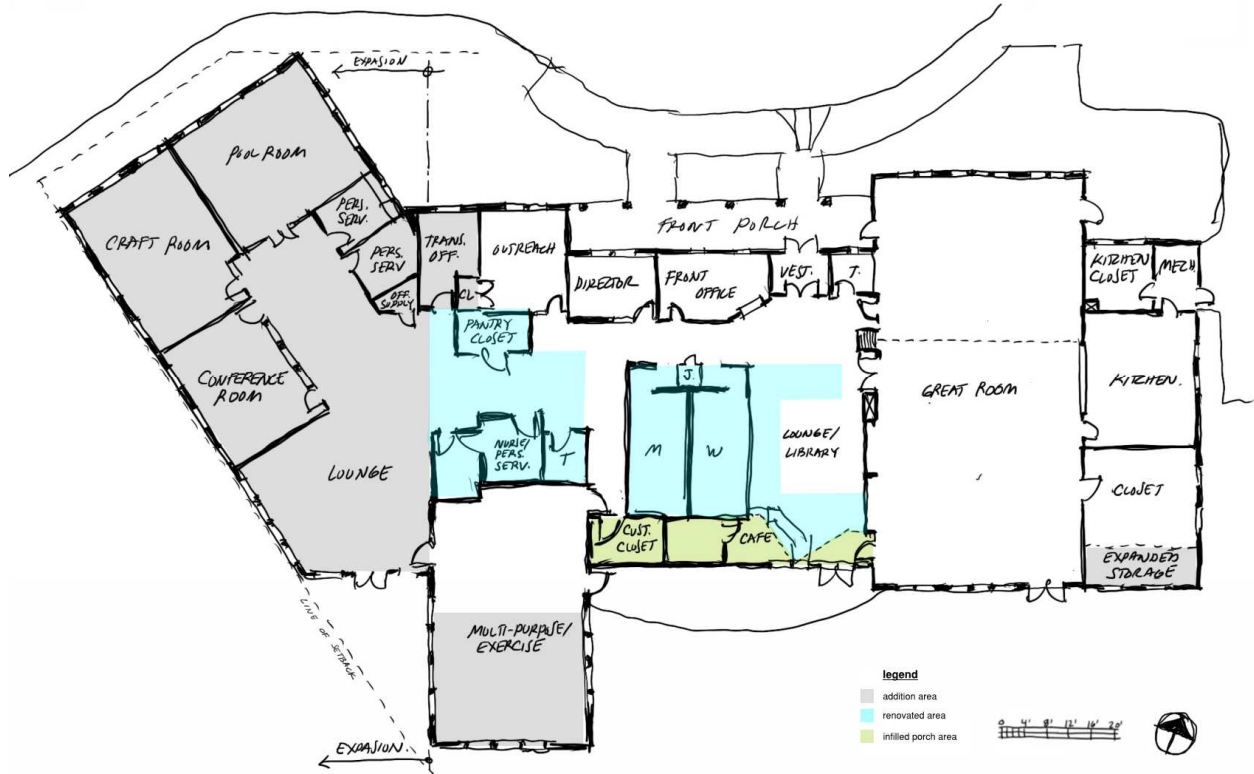 EXPASION
POOL ROOM
CRAFT ROOM
PERS.
SERV.
PERS.
SERV
OFF.
SUPPLY
TRANS.
OFF.
CL.
OUTREACH
FRONT PORCH
DIRECTOR
FRONT
OFFICE
VEST.
T.
KITCHEN
CLOSET
MECH.
PANTRY
CLOSET
J.
CONFERENCE
ROOM
GREAT ROOM
KITCHEN.
LOUNGE
NURSE/
PERS.
SERV.
T
M
W
LOUNGE/
LIBRARY
CLOSET
CUST.
CLOSET
CAFE
EXPANDED
STORAGE
LINE OF SETBACK
MULTI-PURPOSE/
EXERCISE
EXPASION.
legend
addition area
renovated area
infilled porch area
0 4' 8' 12' 16' 20'